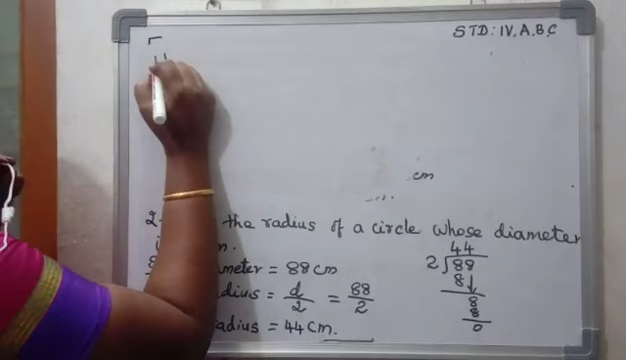 STD: IV, A, B, C
cm
2. the radius of a circle whose diameter
m.
meter = 88 cm
dius = d/2 = 88/2
adius = 44 cm.
44
2 √88
8↓
8
8
0